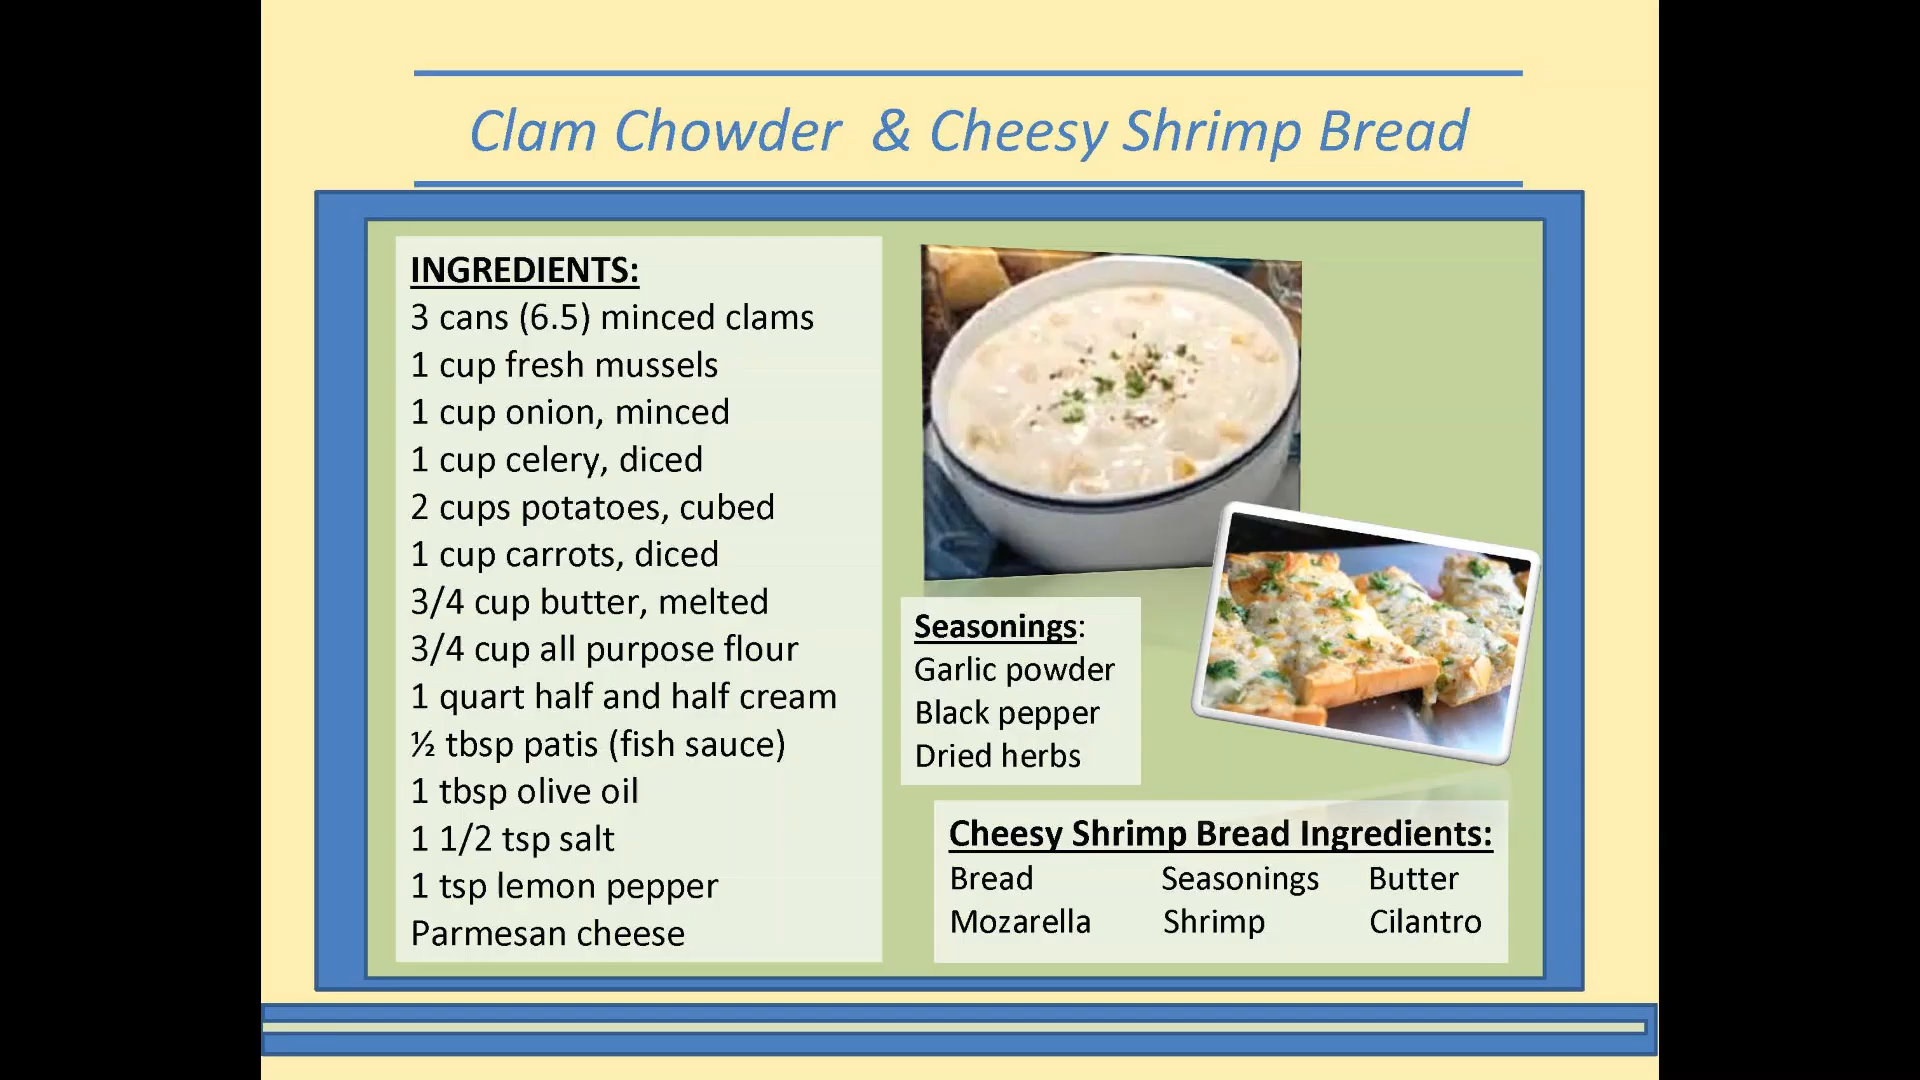 Clam Chowder & Cheesy Shrimp Bread
INGREDIENTS:
3 cans (6.5) minced clams
1 cup fresh mussels
1 cup onion, minced
1 cup celery, diced
2 cups potatoes, cubed
1 cup carrots, diced
3/4 cup butter, melted
3/4 cup all purpose flour
1 quart half and half cream
½ tbsp patis (fish sauce)
1 tbsp olive oil
1 1/2 tsp salt
1 tsp lemon pepper
Parmesan cheese
Seasonings:
Garlic powder
Black pepper
Dried herbs
Cheesy Shrimp Bread Ingredients:
Bread Seasonings Butter
Mozarella Shrimp Cilantro